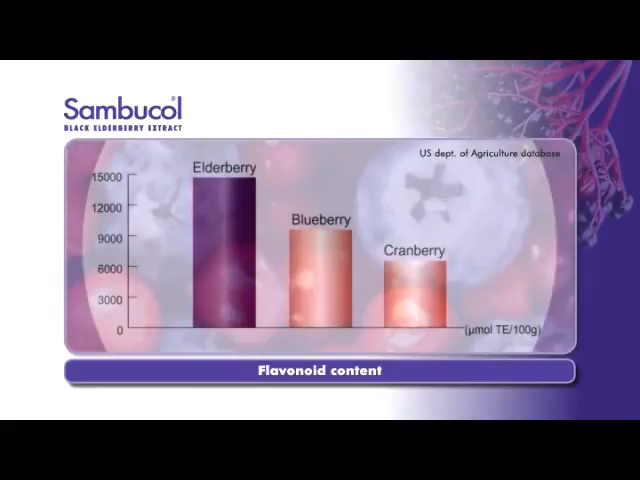 Sambucol®
BLACK ELDERBERRY EXTRACT
US dept. of Agriculture database
Elderberry
Blueberry
Cranberry
15000
12000
9000
6000
3000
0
(µmol TE/100g)
Flavonoid content